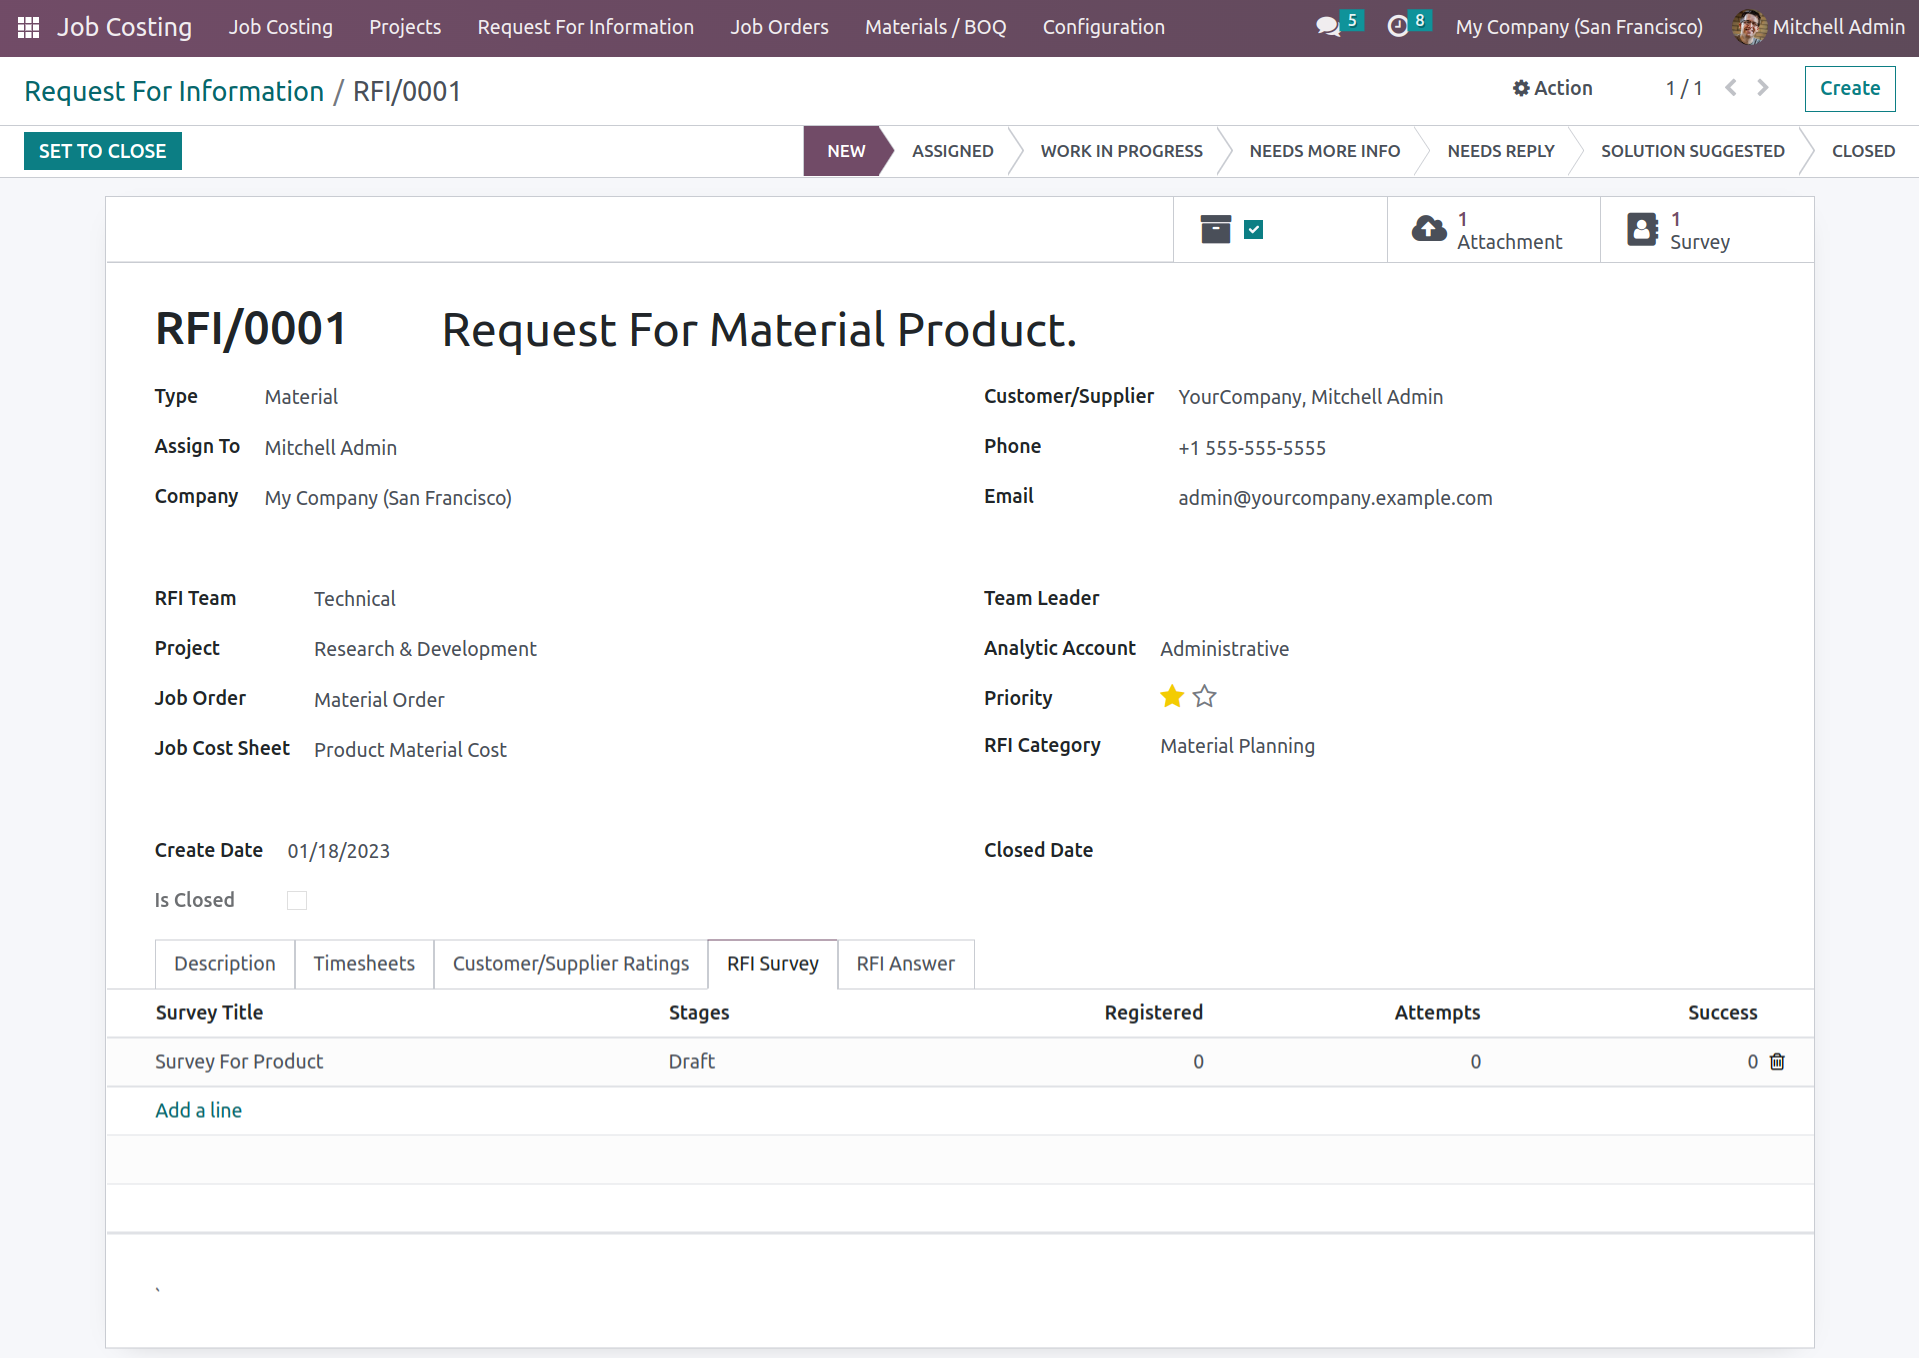 Job Costing Job Costing Projects Request For Information Job Orders Materials / BOQ Configuration 5 8 My Company (San Francisco) Mitchell Admin
Request For Information / RFI/0001 Action 1 / 1 Create
SET TO CLOSE NEW ASSIGNED WORK IN PROGRESS NEEDS MORE INFO NEEDS REPLY SOLUTION SUGGESTED CLOSED
1 Attachment
1 Survey
RFI/0001 Request For Material Product.
Type Material Customer/Supplier YourCompany, Mitchell Admin
Assign To Mitchell Admin Phone +1 555-555-5555
Company My Company (San Francisco) Email admin@yourcompany.example.com
RFI Team Technical Team Leader
Project Research & Development Analytic Account Administrative
Job Order Material Order Priority
Job Cost Sheet Product Material Cost RFI Category Material Planning
Create Date 01/18/2023 Closed Date
Is Closed
Description Timesheets Customer/Supplier Ratings RFI Survey RFI Answer
Survey Title Stages Registered Attempts Success
Survey For Product Draft 0 0 0
Add a line
`